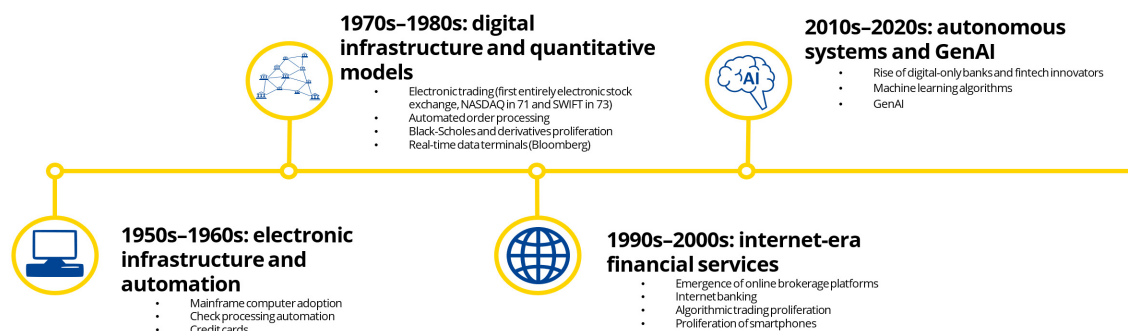 1970s–1980s: digital
infrastructure and quantitative
models
• Electronic trading (first entirely electronic stock
exchange, NASDAQ in 71 and SWIFT in 73)
• Automated order processing
• Black-Scholes and derivatives proliferation
• Real-time data terminals (Bloomberg)
2010s–2020s: autonomous
systems and GenAI
• Rise of digital-only banks and fintech innovators
• Machine learning algorithms
• GenAI
AI
1950s–1960s: electronic
infrastructure and
automation
• Mainframe computer adoption
• Check processing automation
• Credit cards
1990s–2000s: internet-era
financial services
• Emergence of online brokerage platforms
• Internet banking
• Algorithmic trading proliferation
• Proliferation of smartphones